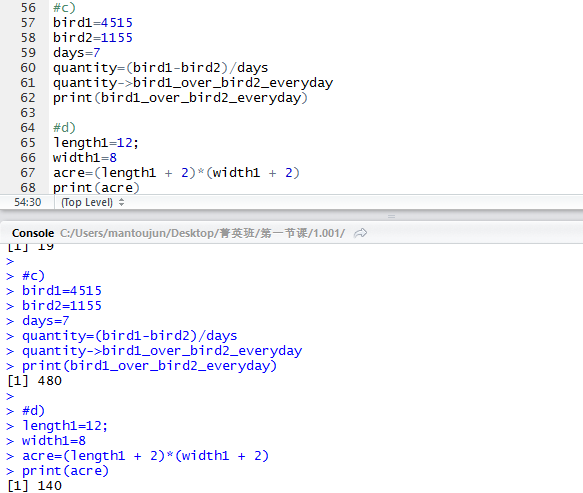 56 #c)
57 bird1=4515
58 bird2=1155
59 days=7
60 quantity=(bird1-bird2)/days
61 quantity->bird1_over_bird2_everyday
62 print(bird1_over_bird2_everyday)
63
64 #d)
65 length1=12;
66 width1=8
67 acre=(length1 + 2)*(width1 + 2)
68 print(acre)
54:30 (Top Level)
Console C:/Users/mantoujun/Desktop/菁英班/第一节课/1.001/
[1] 19
>
> #c)
> bird1=4515
> bird2=1155
> days=7
> quantity=(bird1-bird2)/days
> quantity->bird1_over_bird2_everyday
> print(bird1_over_bird2_everyday)
[1] 480
>
> #d)
> length1=12;
> width1=8
> acre=(length1 + 2)*(width1 + 2)
> print(acre)
[1] 140